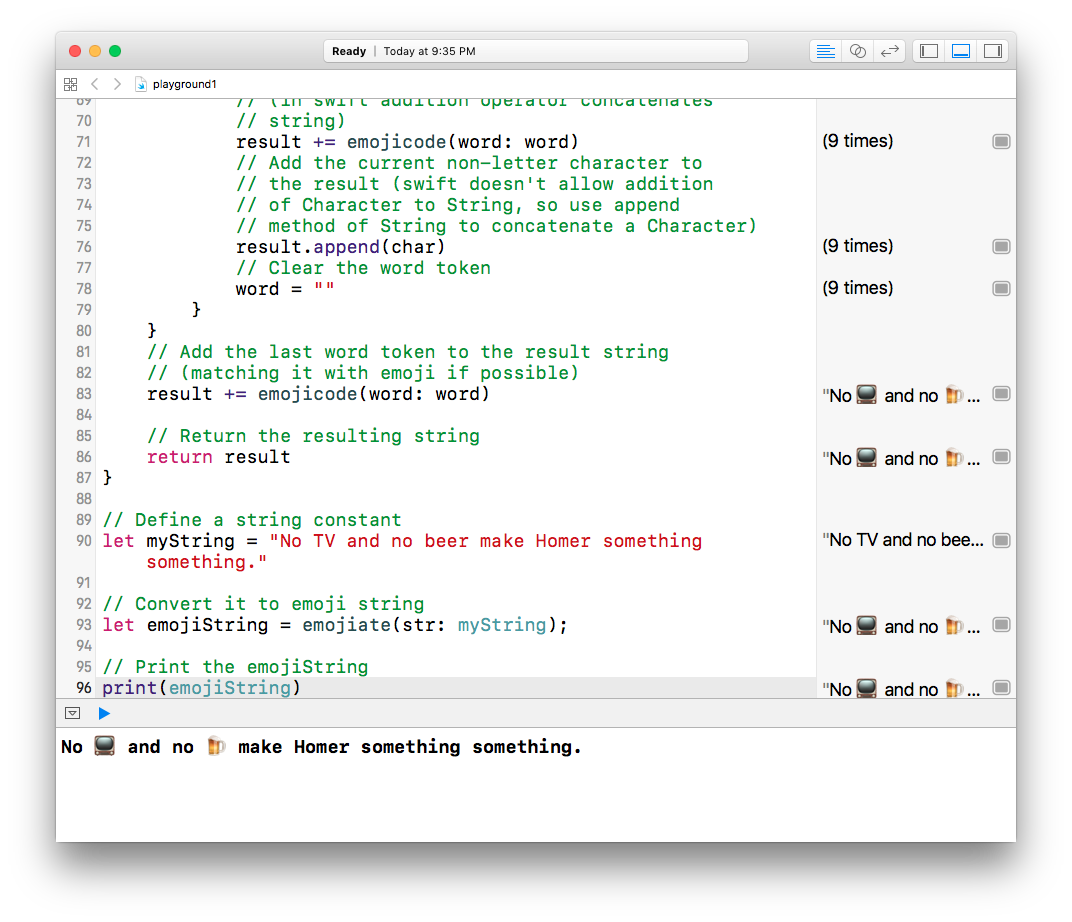 Ready | Today at 9:35 PM
playground1
69 // (in swift addition operator concatenates
70 // string)
71 result += emojicode(word: word) (9 times)
72 // Add the current non-letter character to
73 // the result (swift doesn't allow addition
74 // of Character to String, so use append
75 // method of String to concatenate a Character)
76 result.append(char) (9 times)
77 // Clear the word token
78 word = "" (9 times)
79 }
80 }
81 // Add the last word token to the result string
82 // (matching it with emoji if possible)
83 result += emojicode(word: word) "No 📺 and no 🍺...
84
85 // Return the resulting string
86 return result "No 📺 and no 🍺...
87 }
88
89 // Define a string constant
90 let myString = "No TV and no beer make Homer something "No TV and no bee...
something."
91
92 // Convert it to emoji string
93 let emojiString = emojiate(str: myString); "No 📺 and no 🍺...
94
95 // Print the emojiString
96 print(emojiString) "No 📺 and no 🍺...
No 📺 and no 🍺 make Homer something something.